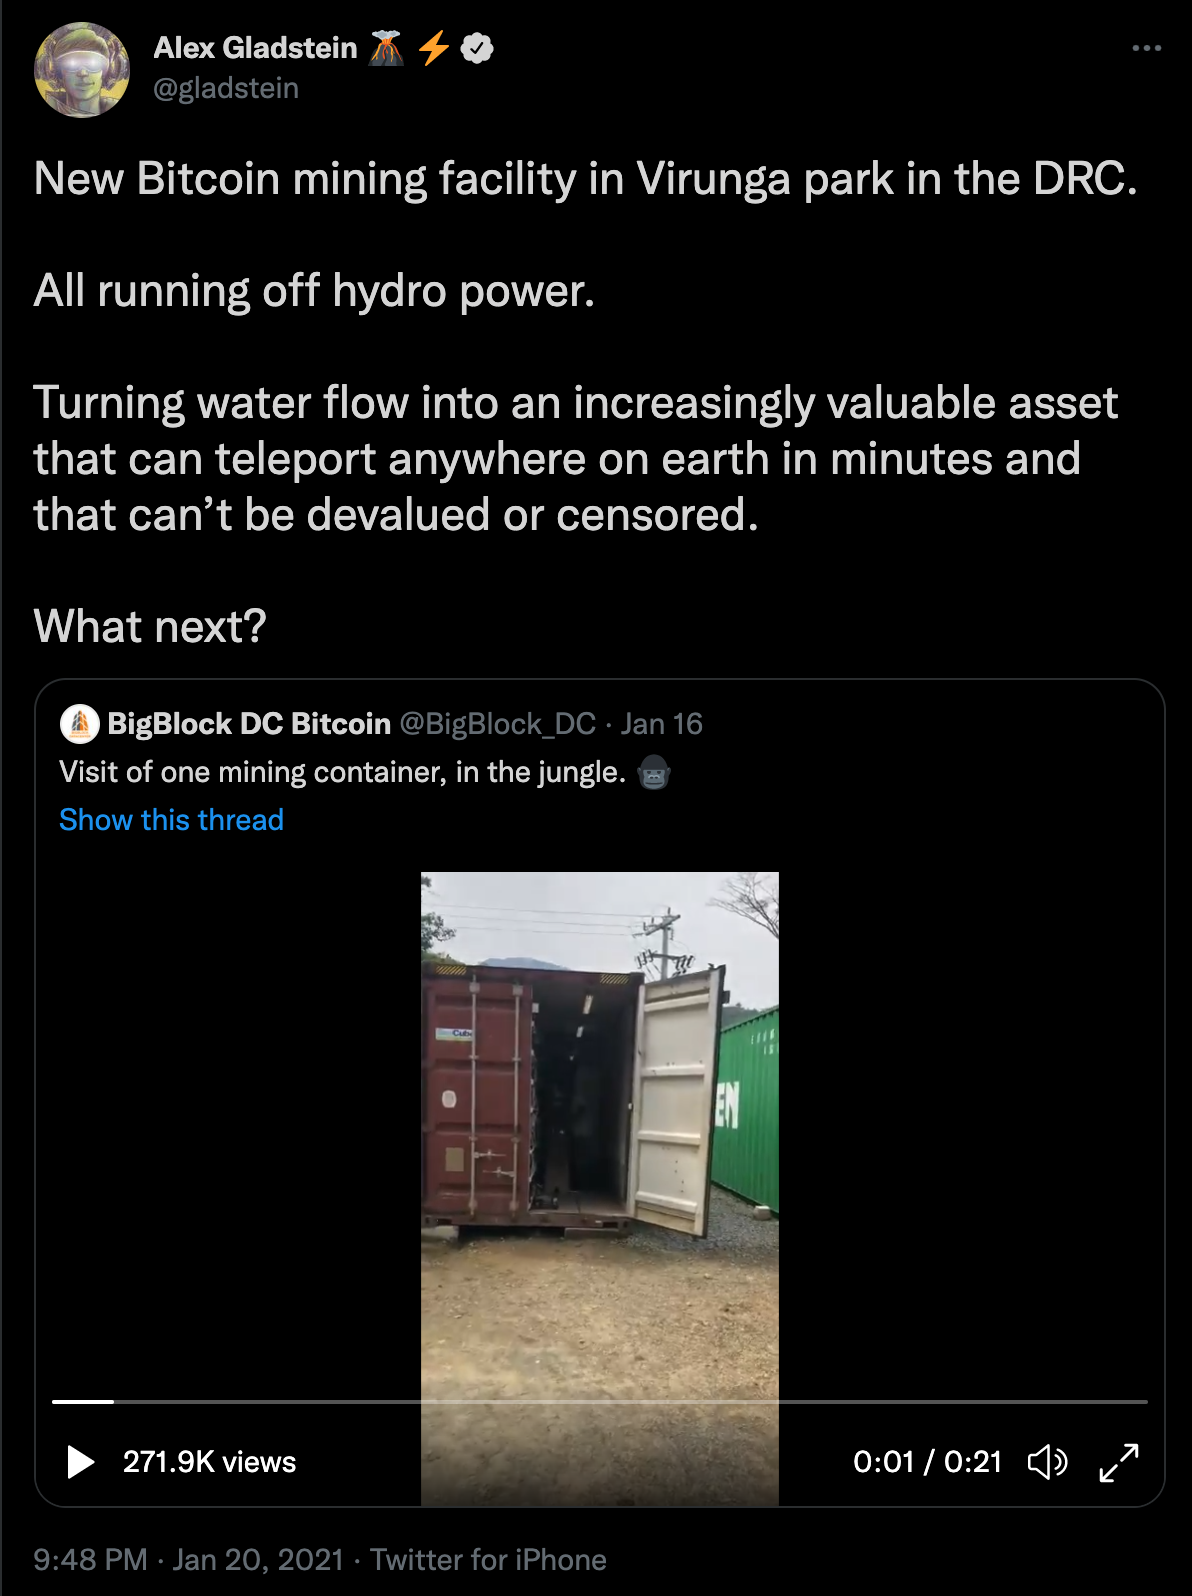 Alex Gladstein 🌋 ⚡
@gladstein
New Bitcoin mining facility in Virunga park in the DRC.
All running off hydro power.
Turning water flow into an increasingly valuable asset
that can teleport anywhere on earth in minutes and
that can’t be devalued or censored.
What next?
BigBlock DC Bitcoin @BigBlock_DC · Jan 16
Visit of one mining container, in the jungle. 🦍
Show this thread
EN
271.9K views
0:01 / 0:21
9:48 PM · Jan 20, 2021 · Twitter for iPhone